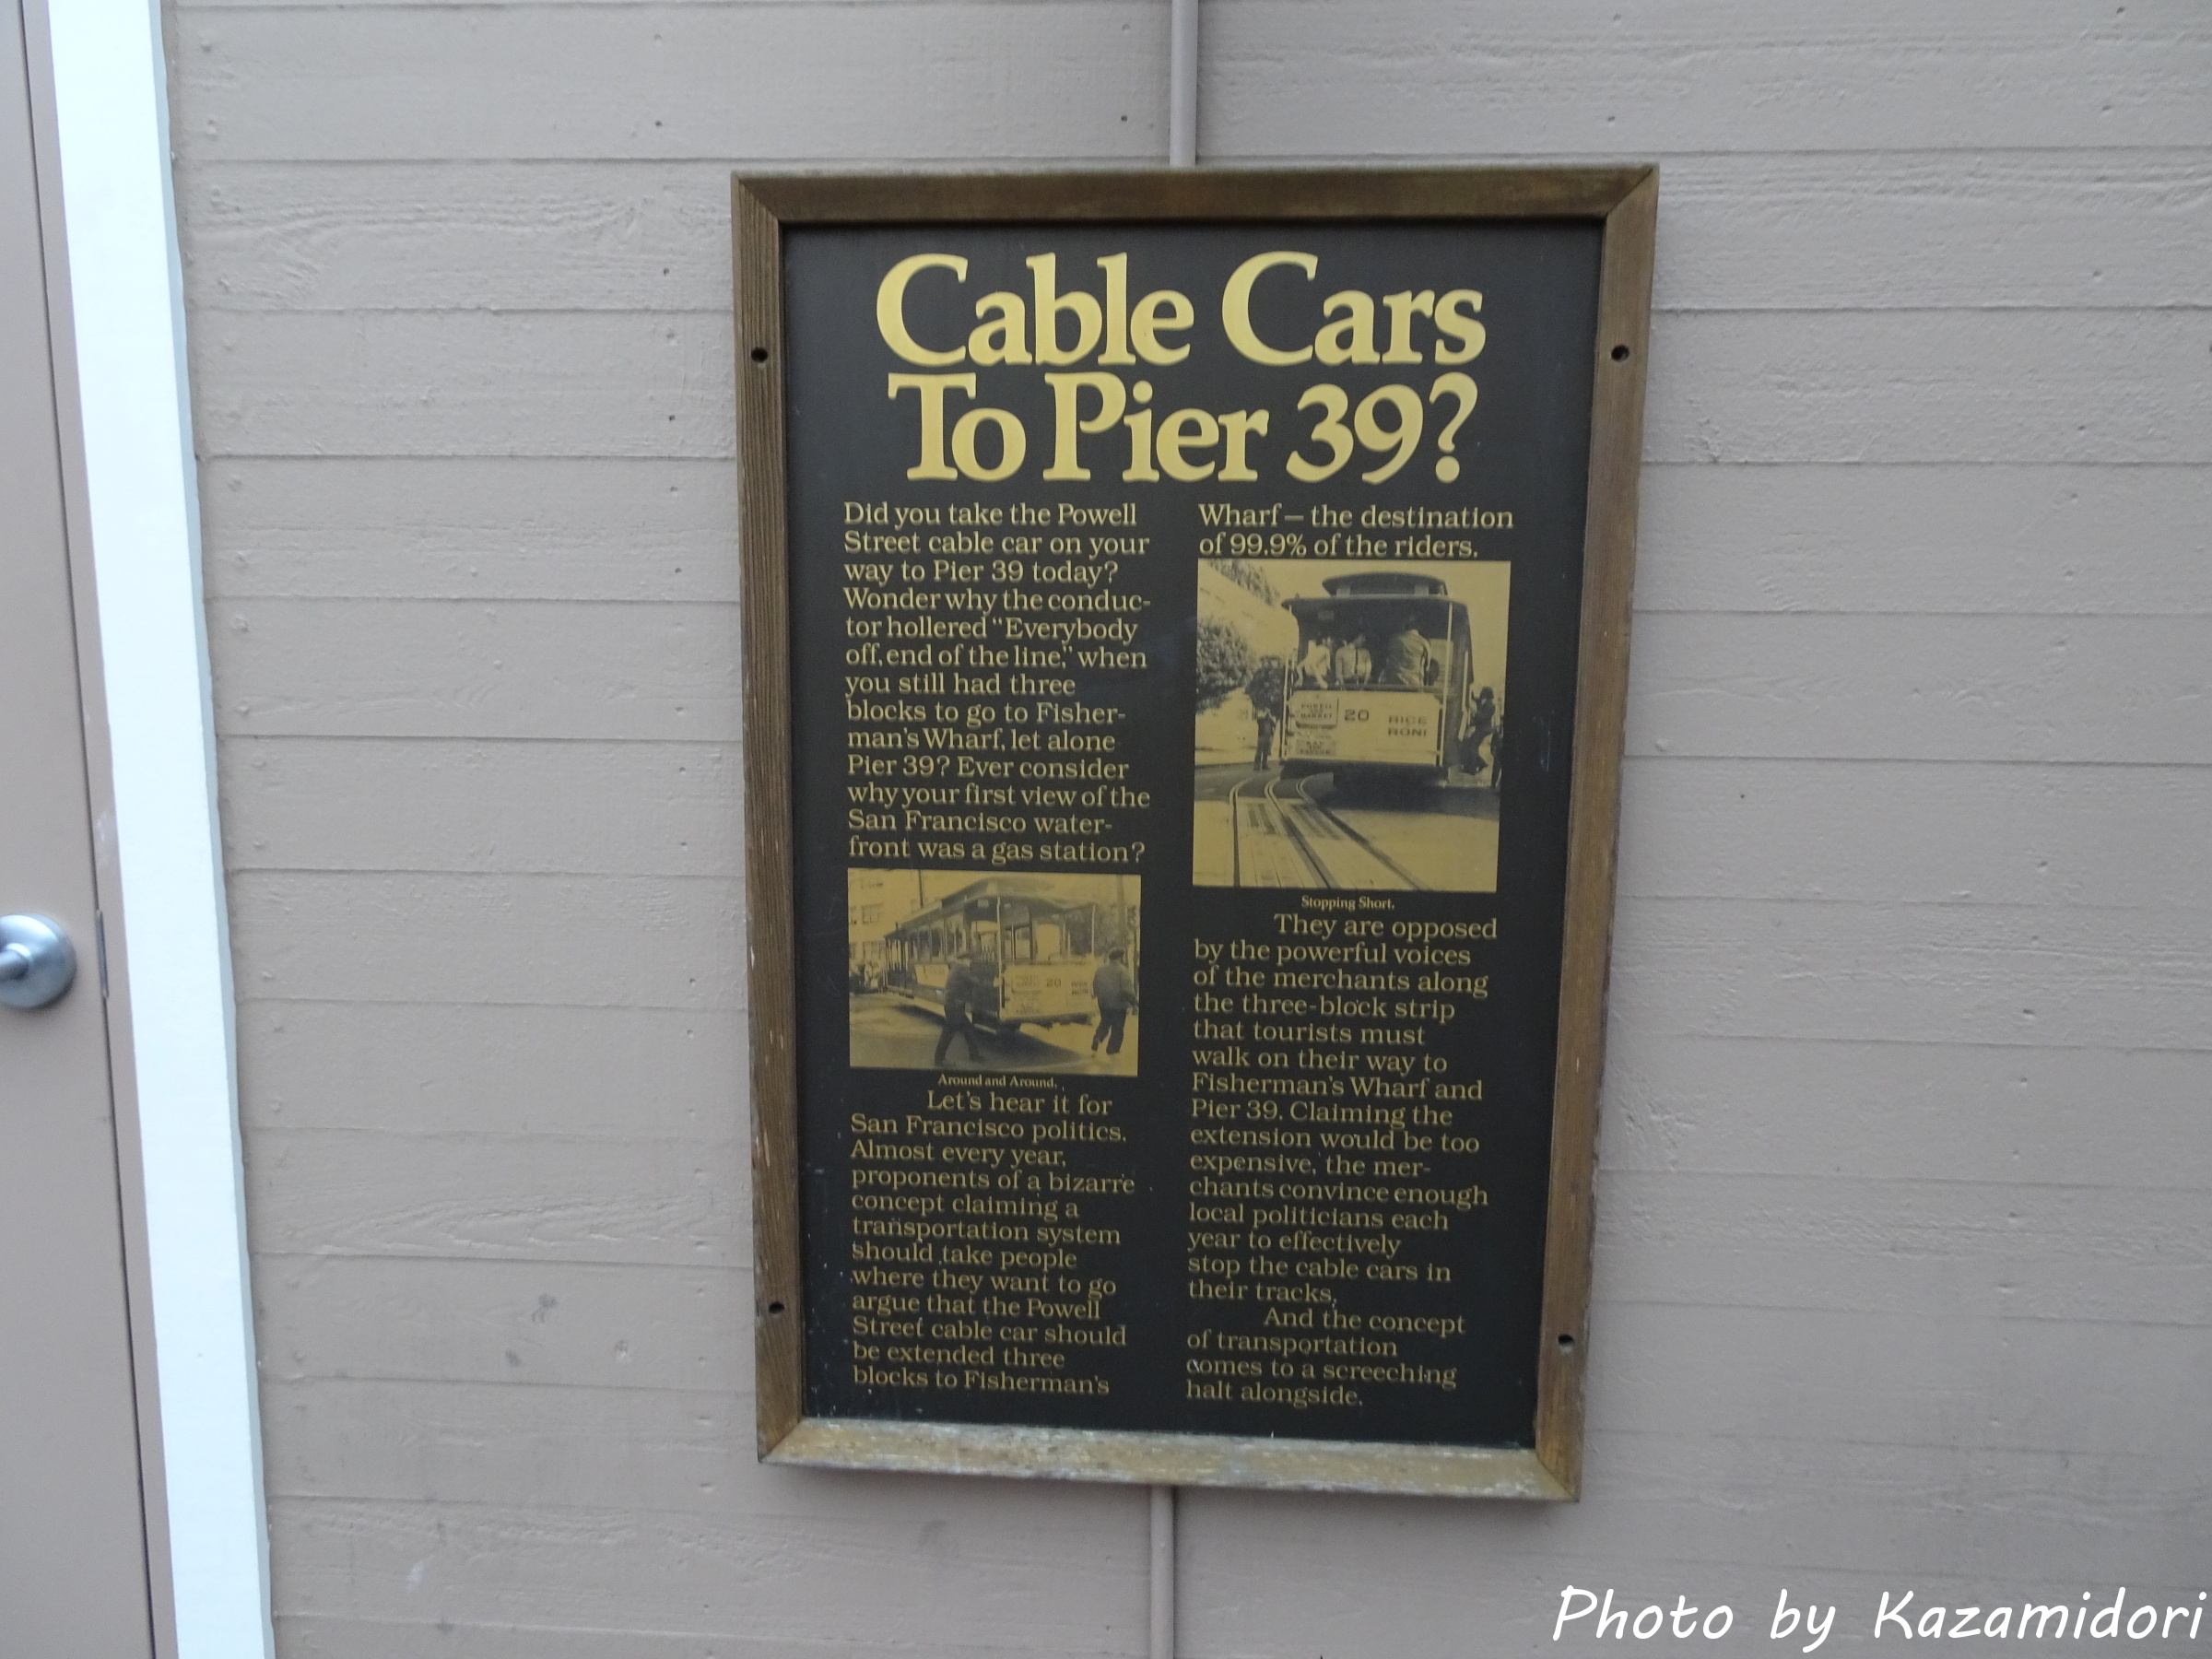 Cable Cars
To Pier 39?
Did you take the Powell
Street cable car on your
way to Pier 39 today?
Wonder why the conduc-
tor hollered "Everybody
off, end of the line," when
you still had three
blocks to go to Fisher-
man's Wharf, let alone
Pier 39? Ever consider
why your first view of the
San Francisco water-
front was a gas station?
20
Around and Around.
Let's hear it for
San Francisco politics.
Almost every year,
proponents of a bizarre
concept claiming a
transportation system
should take people
where they want to go
argue that the Powell
Street cable car should
be extended three
blocks to Fisherman's
Wharf — the destination
of 99.9% of the riders.
POWELL
MARKET
20
RICE
RONI
Stopping Short.
They are opposed
by the powerful voices
of the merchants along
the three-block strip
that tourists must
walk on their way to
Fisherman's Wharf and
Pier 39. Claiming the
extension would be too
expensive, the mer-
chants convince enough
local politicians each
year to effectively
stop the cable cars in
their tracks.
And the concept
of transportation
comes to a screeching
halt alongside.
Photo by Kazamidori